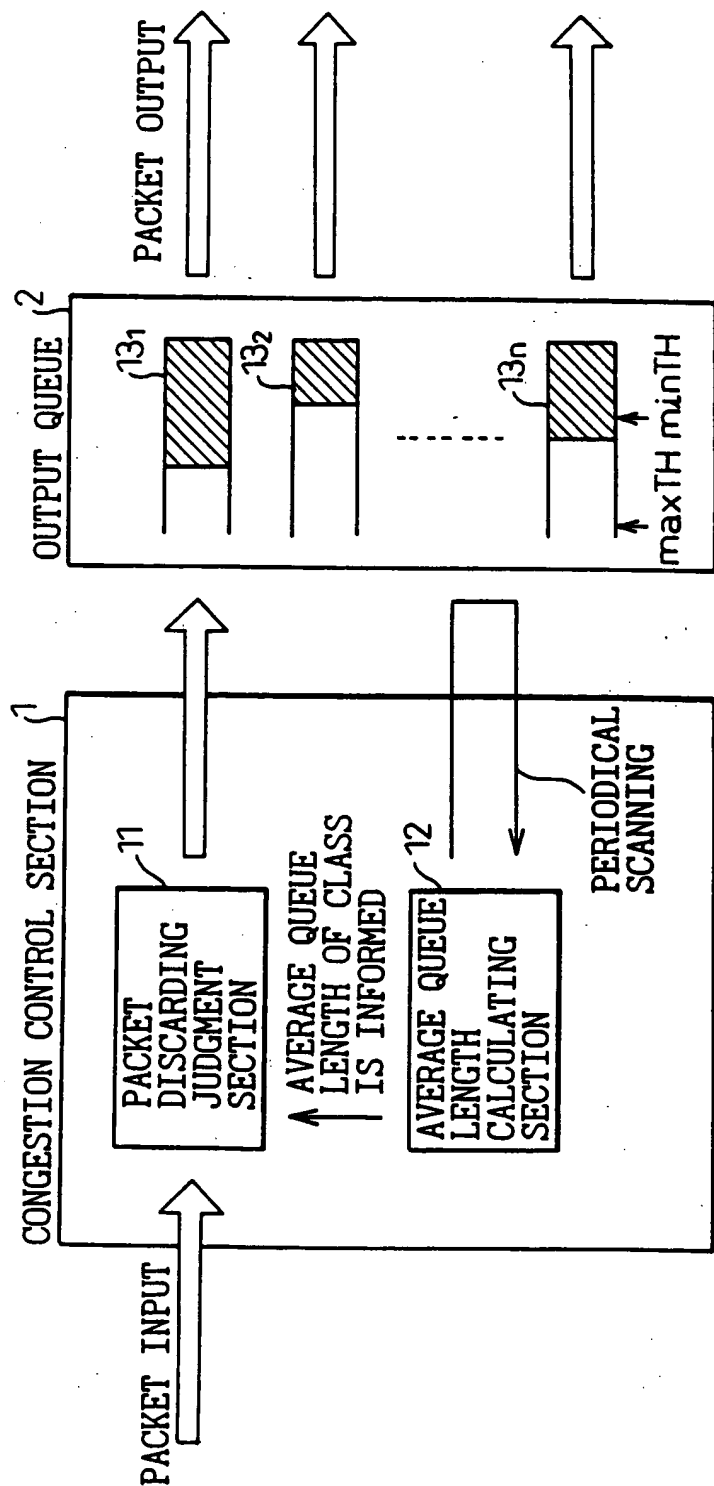 PACKET INPUT
CONGESTION CONTROL SECTION
1
PACKET
DISCARDING
JUDGMENT
SECTION
11
AVERAGE QUEUE
LENGTH OF CLASS
IS INFORMED
AVERAGE QUEUE
LENGTH
CALCULATING
SECTION
12
PERIODICAL
SCANNING
OUTPUT QUEUE
2
13₁
13₂
13n
maxTH minTH
PACKET OUTPUT